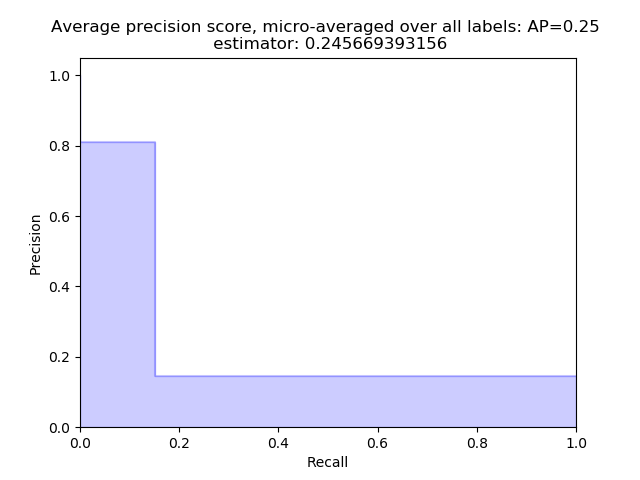 Average precision score, micro-averaged over all labels: AP=0.25
estimator: 0.245669393156
1.0
0.8
0.6
0.4
0.2
0.0
Precision
0.0 0.2 0.4 0.6 0.8 1.0
Recall